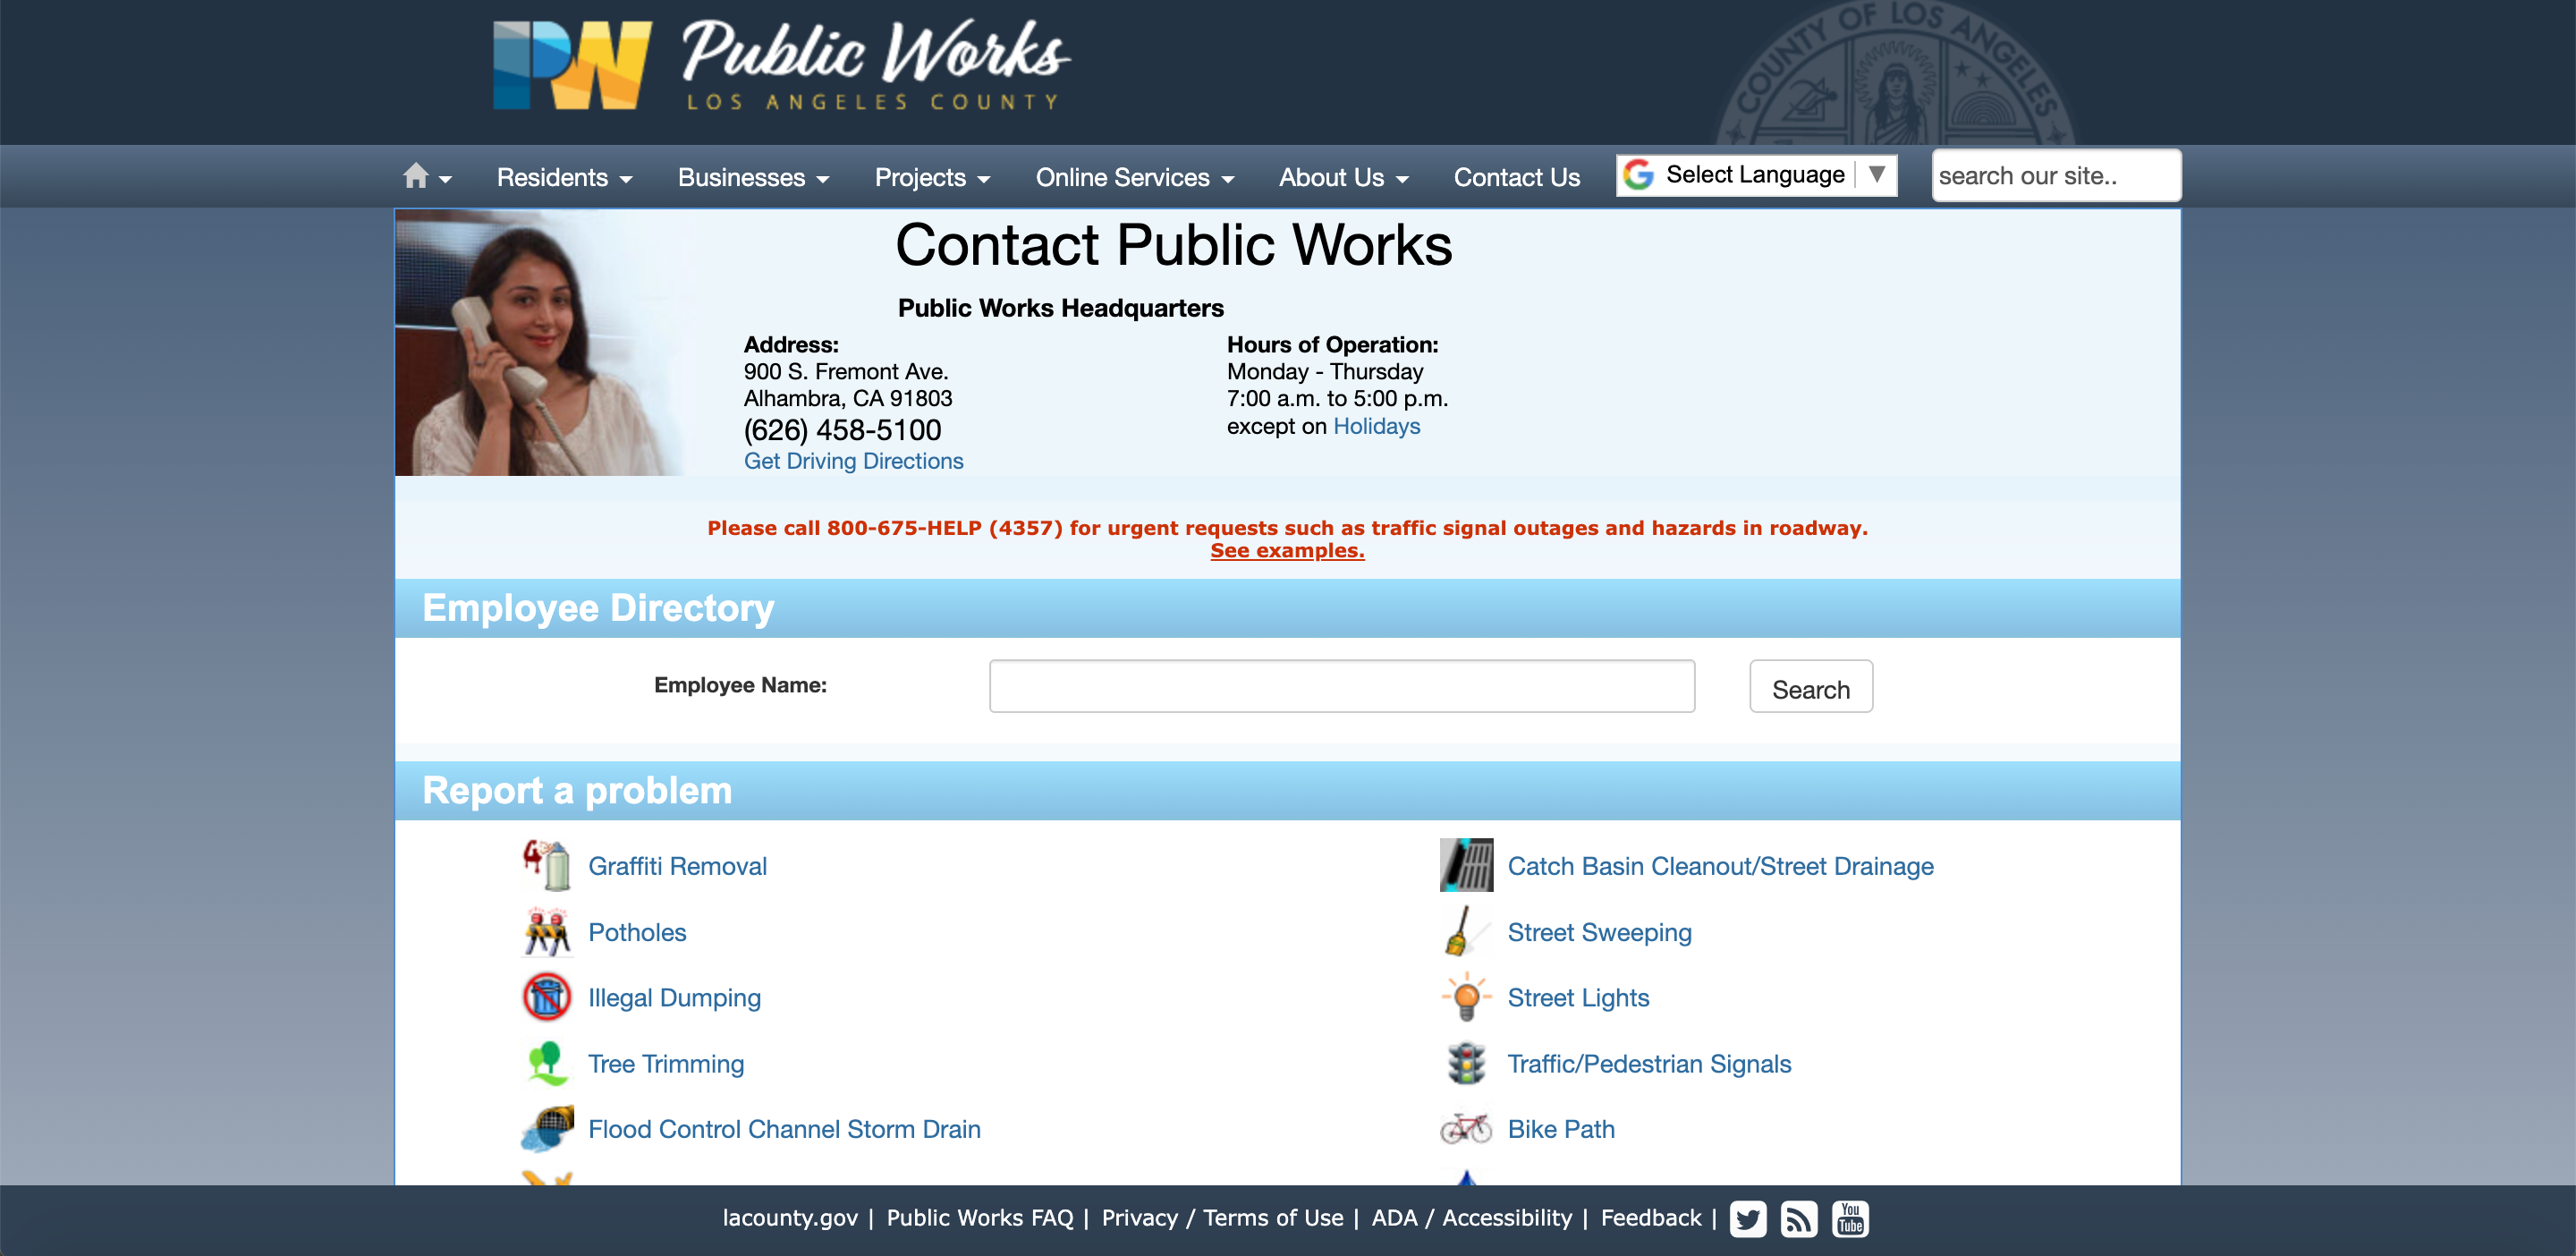 PW Public Works
LOS ANGELES COUNTY
COUNTY OF LOS ANGELES
Residents
Businesses
Projects
Online Services
About Us
Contact Us
G Select Language ▼
search our site..
Contact Public Works
Public Works Headquarters
Address:
900 S. Fremont Ave.
Alhambra, CA 91803
(626) 458-5100
Get Driving Directions
Hours of Operation:
Monday - Thursday
7:00 a.m. to 5:00 p.m.
except on Holidays
Please call 800-675-HELP (4357) for urgent requests such as traffic signal outages and hazards in roadway.
See examples.
Employee Directory
Employee Name:
Search
Report a problem
Graffiti Removal
Catch Basin Cleanout/Street Drainage
Potholes
Street Sweeping
Illegal Dumping
Street Lights
Tree Trimming
Traffic/Pedestrian Signals
Flood Control Channel Storm Drain
Bike Path
lacounty.gov | Public Works FAQ | Privacy / Terms of Use | ADA / Accessibility | Feedback |
You
Tube